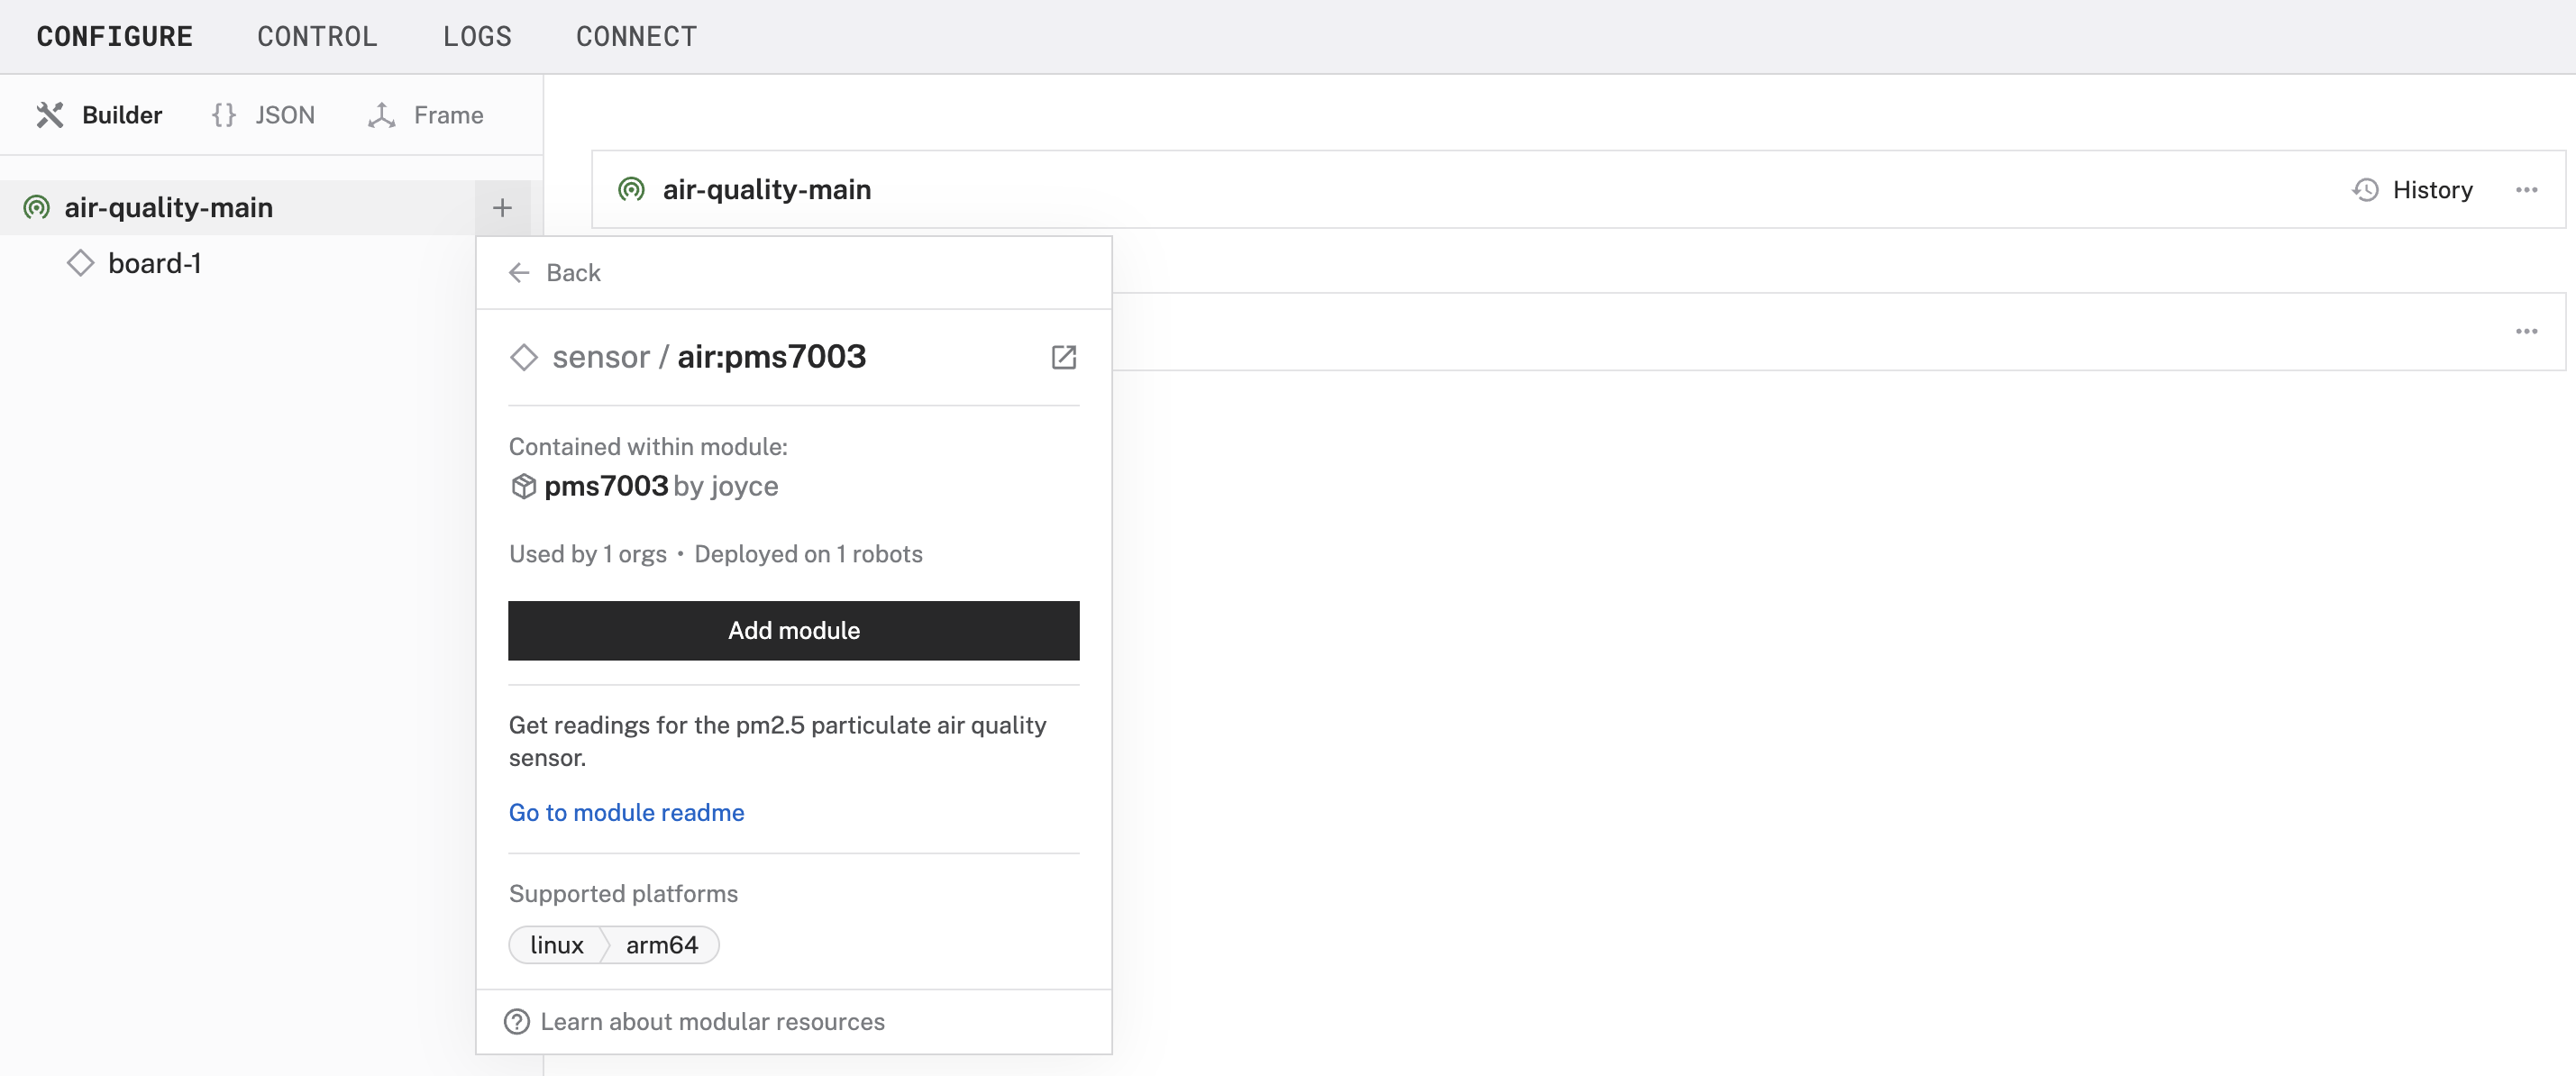 CONFIGURE CONTROL LOGS CONNECT
Builder {} JSON Frame
air-quality-main +
board-1
air-quality-main History ...
...
Back
sensor / air:pms7003
Contained within module:
pms7003 by joyce
Used by 1 orgs • Deployed on 1 robots
Add module
Get readings for the pm2.5 particulate air quality
sensor.
Go to module readme
Supported platforms
linux arm64
Learn about modular resources